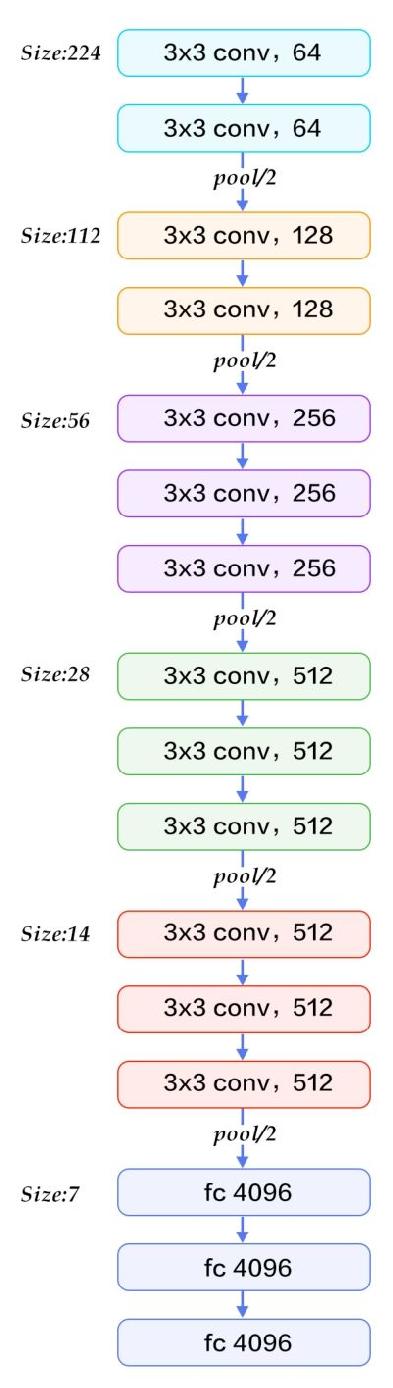 Size:224 3x3 conv, 64
3x3 conv, 64
pool/2
Size:112 3x3 conv, 128
3x3 conv, 128
pool/2
Size:56 3x3 conv, 256
3x3 conv, 256
3x3 conv, 256
pool/2
Size:28 3x3 conv, 512
3x3 conv, 512
3x3 conv, 512
pool/2
Size:14 3x3 conv, 512
3x3 conv, 512
3x3 conv, 512
pool/2
Size:7 fc 4096
fc 4096
fc 4096